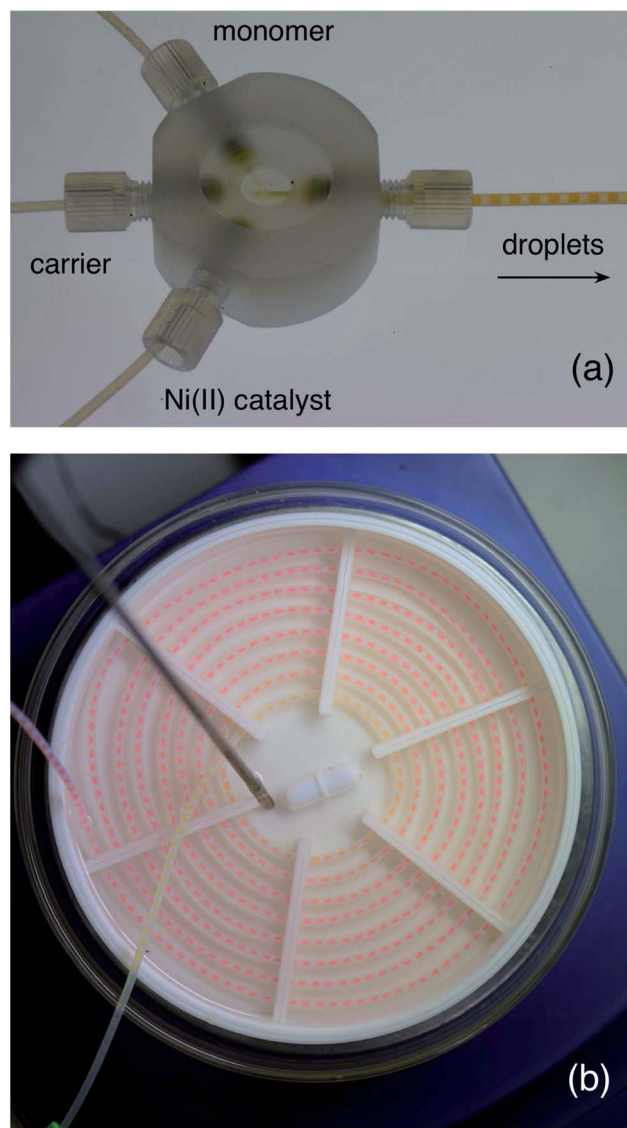 monomer
carrier
droplets
Ni(II) catalyst
(a)
(b)